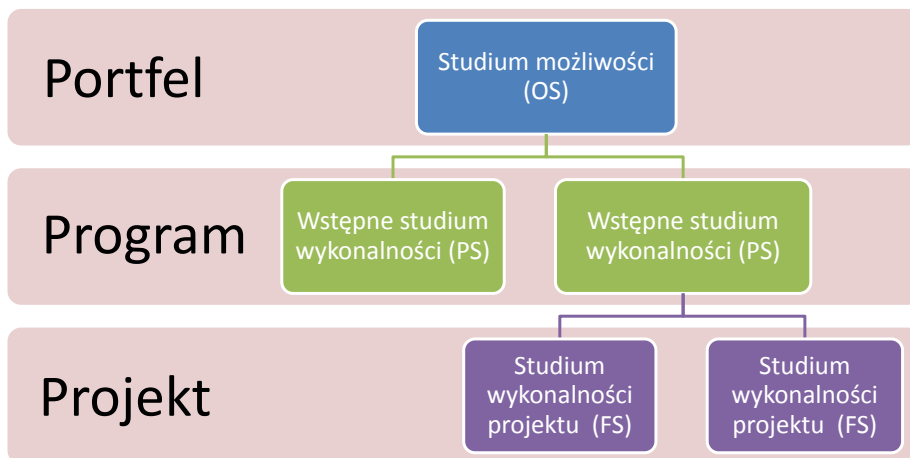 Portfel
Studium możliwości
(OS)
Program
Wstępne studium
wykonalności (PS)
Wstępne studium
wykonalności (PS)
Projekt
Studium
wykonalności
projektu  (FS)
Studium
wykonalności
projektu  (FS)